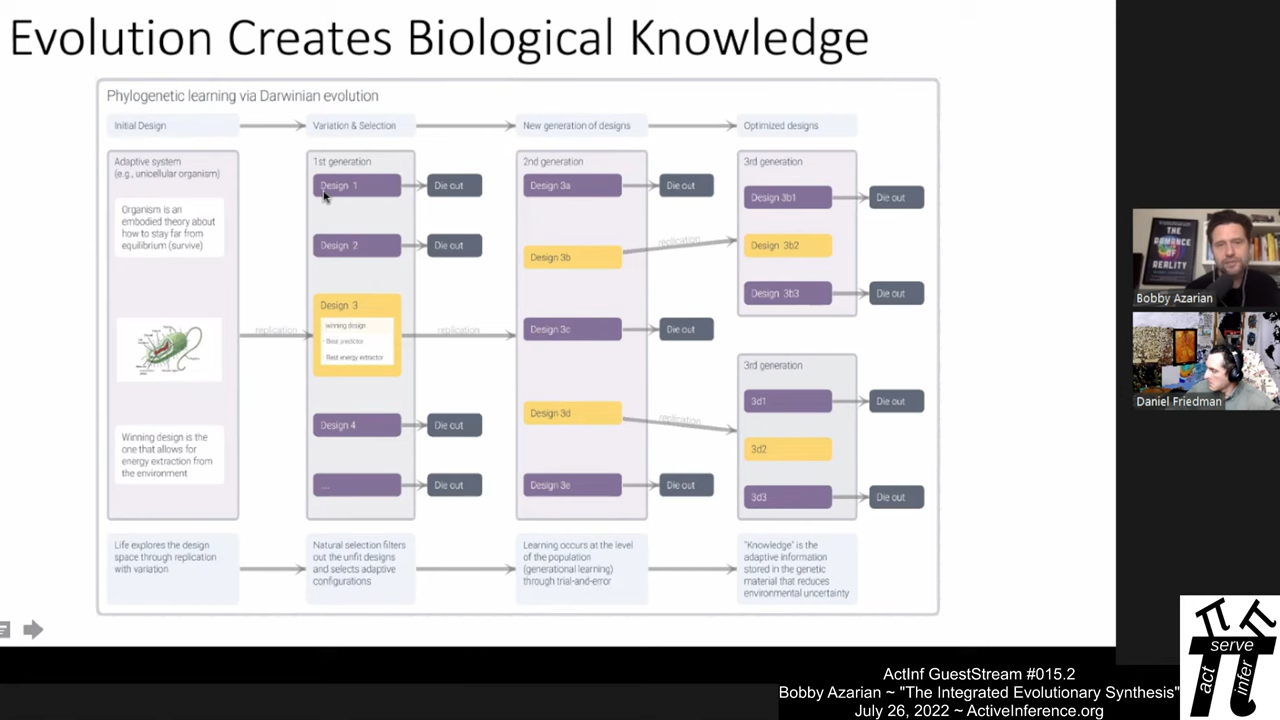 Evolution Creates Biological Knowledge
Phylogenetic learning via Darwinian evolution
Initial Design
Variation & Selection
New generation of designs
Optimized designs
Adaptive system
(e.g., unicellular organism)
Organism is an
embodied theory about
how to stay far from
equilibrium (survive)
Winning design is the
one that allows for
energy extraction from
the environment
replication
1st generation
Design 1
Die out
Design 2
Die out
Design 3
winning design
- Best predictor
- Best energy extractor
Design 4
Die out
...
Die out
replication
2nd generation
Design 3a
Die out
Design 3b
replication
Design 3c
Die out
Design 3d
replication
Design 3e
Die out
3rd generation
Design 3b1
Die out
Design 3b2
Design 3b3
Die out
3rd generation
3d1
Die out
3d2
3d3
Die out
Life explores the design
space through replication
with variation
Natural selection filters
out the unfit designs
and selects adaptive
configurations
Learning occurs at the level
of the population
(generational learning)
through trial-and-error
"Knowledge" is the
adaptive information
stored in the genetic
material that reduces
environmental uncertainty
THE
ROMANCE
OF
REALITY
Bobby Azarian
Daniel Friedman
serve
act
infer
ActInf GuestStream #015.2
Bobby Azarian ~ "The Integrated Evolutionary Synthesis"
July 26, 2022 ~ ActiveInference.org